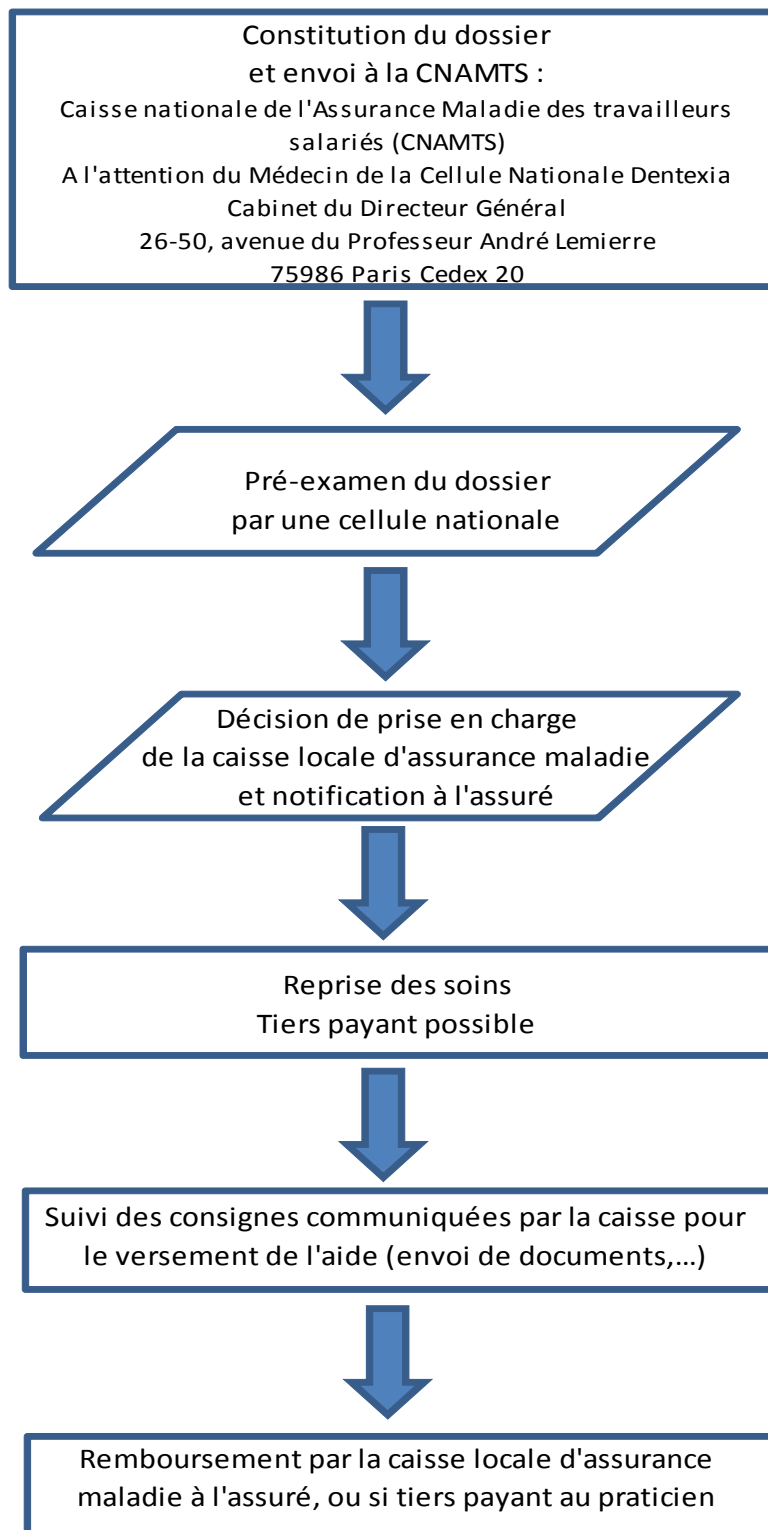 Constitution du dossier
et envoi à la CNAMTS :
Caisse nationale de l'Assurance Maladie des travailleurs
salariés (CNAMTS)
A l'attention du Médecin de la Cellule Nationale Dentexia
Cabinet du Directeur Général
26-50, avenue du Professeur André Lemierre
75986 Paris Cedex 20
Pré-examen du dossier
par une cellule nationale
Décision de prise en charge
de la caisse locale d'assurance maladie
et notification à l'assuré
Reprise des soins
Tiers payant possible
Suivi des consignes communiquées par la caisse pour
le versement de l'aide (envoi de documents,...)
Remboursement par la caisse locale d'assurance
maladie à l'assuré, ou si tiers payant au praticien